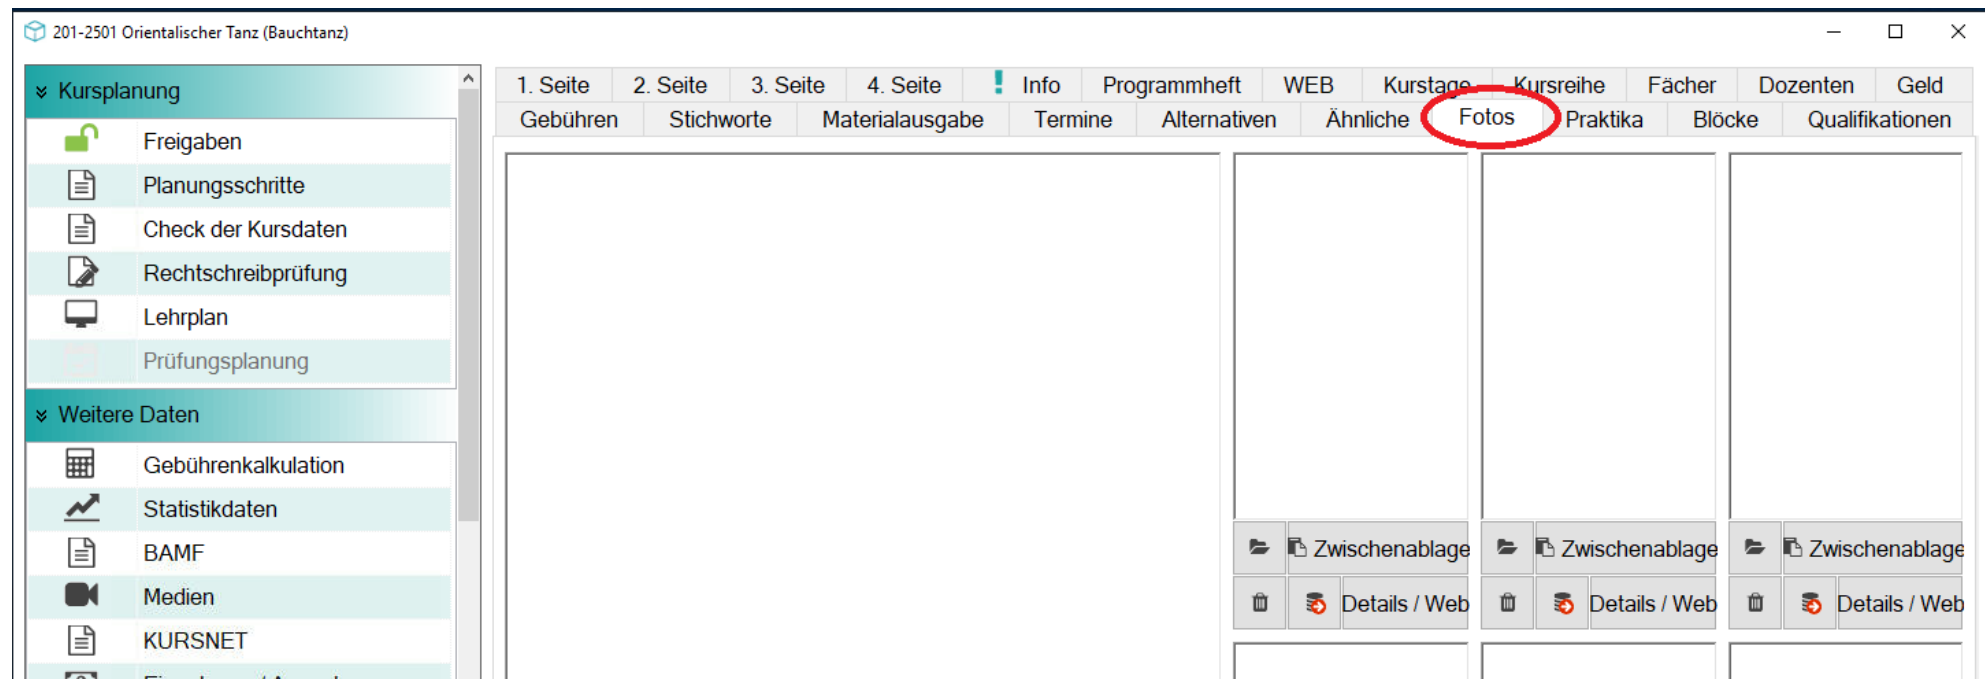 201-2501 Orientalischer Tanz (Bauchtanz)
Kursplanung
Freigaben
Planungsschritte
Check der Kursdaten
Rechtschreibprüfung
Lehrplan
Prüfungsplanung
Weitere Daten
Gebührenkalkulation
Statistikdaten
BAMF
Medien
KURSNET
1. Seite 2. Seite 3. Seite 4. Seite Info Programmheft WEB Kurstage Kursreihe Fächer Dozenten Geld
Gebühren Stichworte Materialausgabe Termine Alternativen Ähnliche Fotos Praktika Blöcke Qualifikationen
Zwischenablage Zwischenablage Zwischenablage
Details / Web Details / Web Details / Web